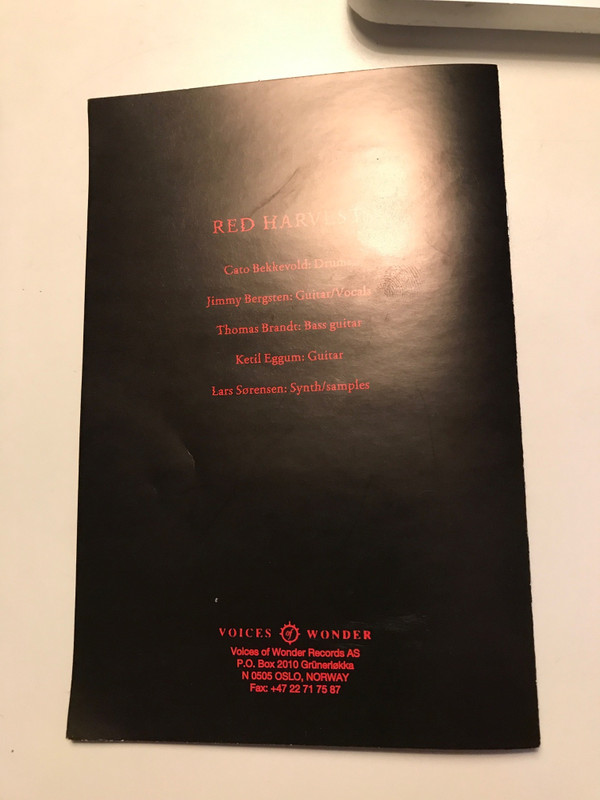 RED HARVEST
Cato Bekkevold: Drums
Jimmy Bergsten: Guitar/Vocals
Thomas Brandt: Bass guitar
Ketil Eggum: Guitar
Lars Sørensen: Synth/samples
VOICES of WONDER
Voices of Wonder Records AS
P.O. Box 2010 Grünerløkka
N 0505 OSLO, NORWAY
Fax: +47 22 71 75 87